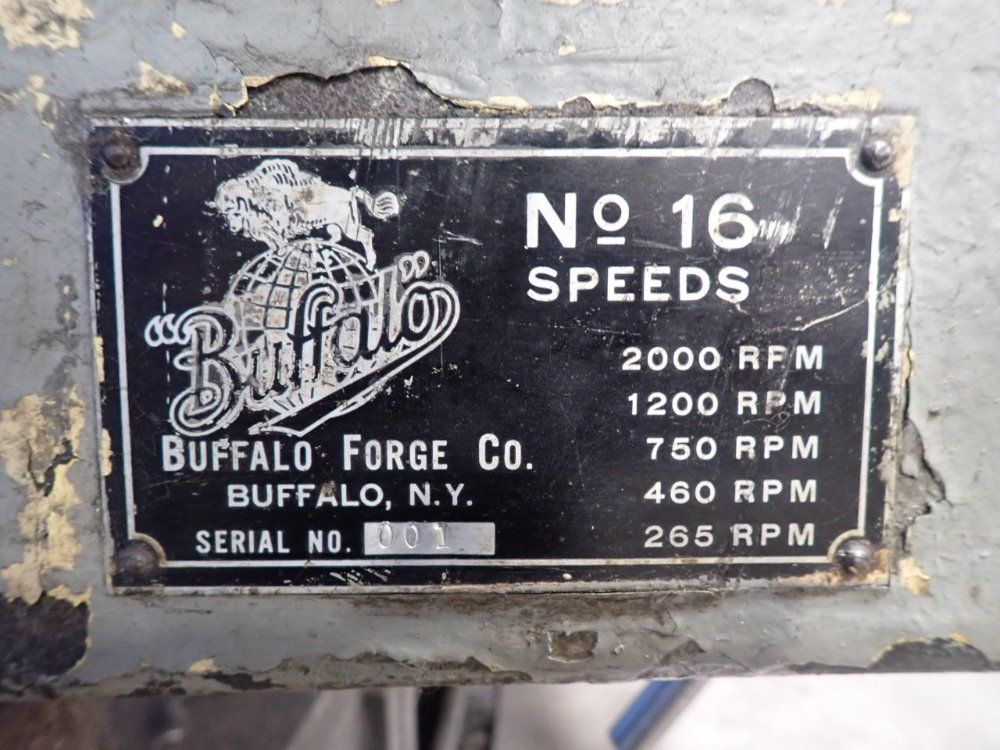 "Buffalo"
BUFFALO FORGE CO.
BUFFALO, N.Y.
SERIAL NO. 001
Nº 16
SPEEDS
2000 RPM
1200 RPM
750 RPM
460 RPM
265 RPM